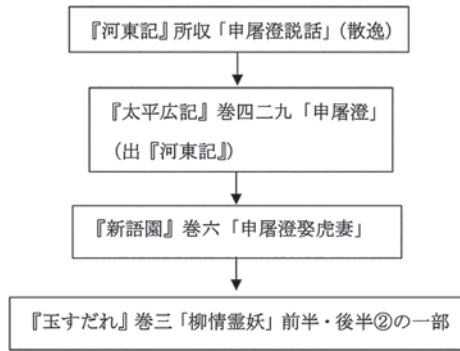 『河東記』所収「申屠澄説話」（散逸）
『太平広記』巻四二九「申屠澄」
（出『河東記』）
『新語園』巻六「申屠澄娶虎妻」
『玉すだれ』巻三「柳情霊妖」前半・後半②の一部